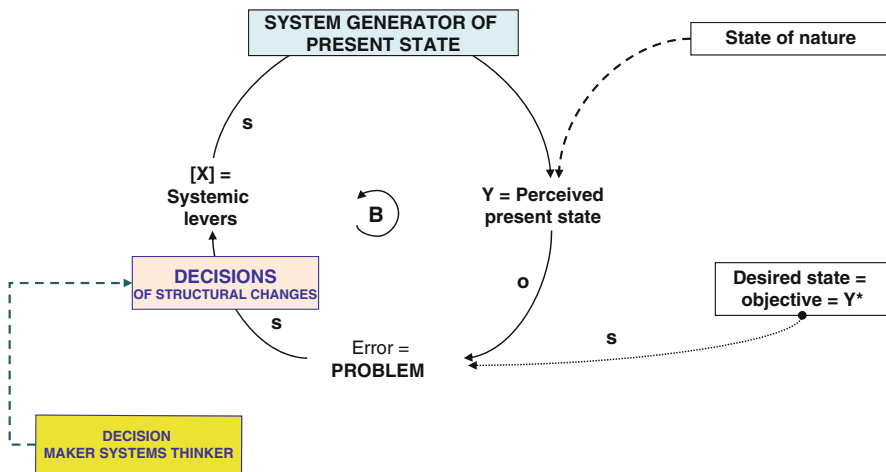 SYSTEM GENERATOR OF
PRESENT STATE
State of nature
s
[X] =
Systemic
levers
B
Y = Perceived
present state
DECISIONS
OF STRUCTURAL CHANGES
o
Desired state =
objective = Y*
s
s
Error =
PROBLEM
DECISION
MAKER SYSTEMS THINKER